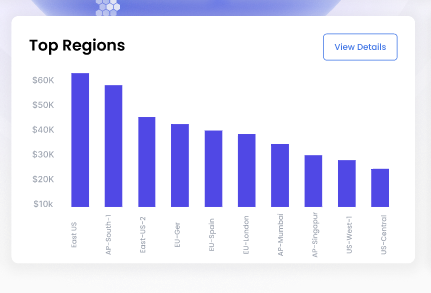 Top Regions
View Details
$60K
$50K
$40K
$30K
$20K
$10k
East US
AP-South-1
East-US-2
EU-Ger
EU-Spain
EU-London
AP-Mumbai
AP-Singapur
US-West-1
US-Central